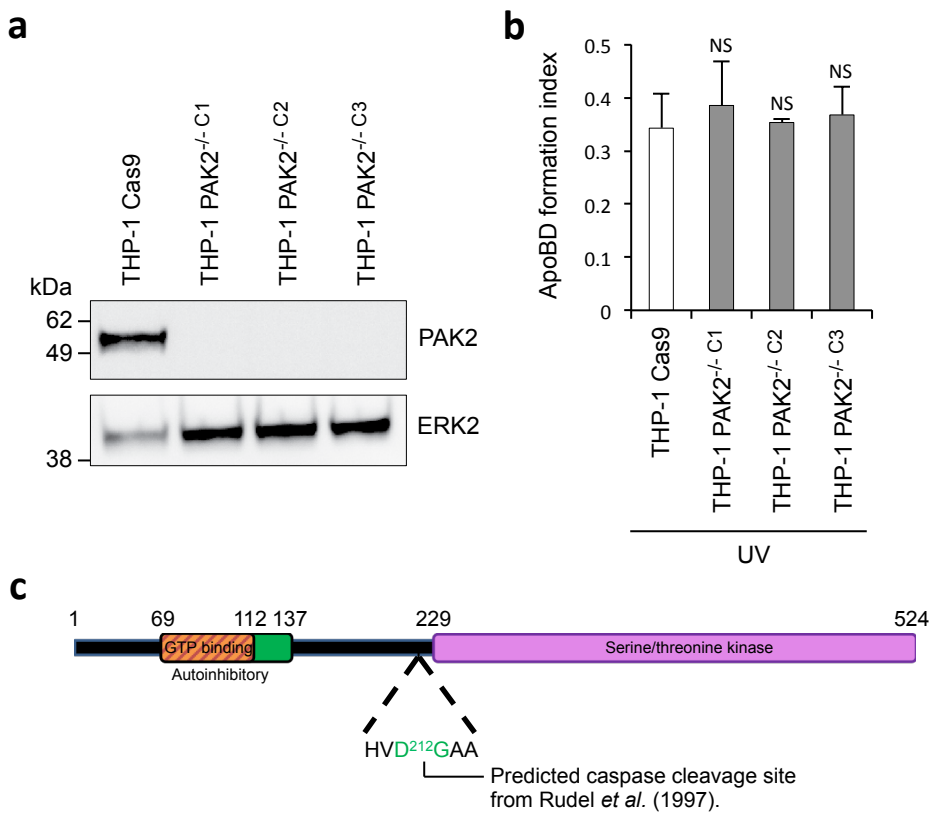 a
THP-1 Cas9
THP-1 PAK2-/- C1
THP-1 PAK2-/- C2
THP-1 PAK2-/- C3
kDa
62
49
PAK2
38
ERK2
b
ApoBD formation index
0.5
0.4
0.3
0.2
0.1
0
NS
NS
NS
THP-1 Cas9
THP-1 PAK2-/- C1
THP-1 PAK2-/- C2
THP-1 PAK2-/- C3
UV
c
1 69 112 137 229 524
GTP binding
Serine/threonine kinase
Autoinhibitory
HVD212GAA
Predicted caspase cleavage site
from Rudel et al. (1997).